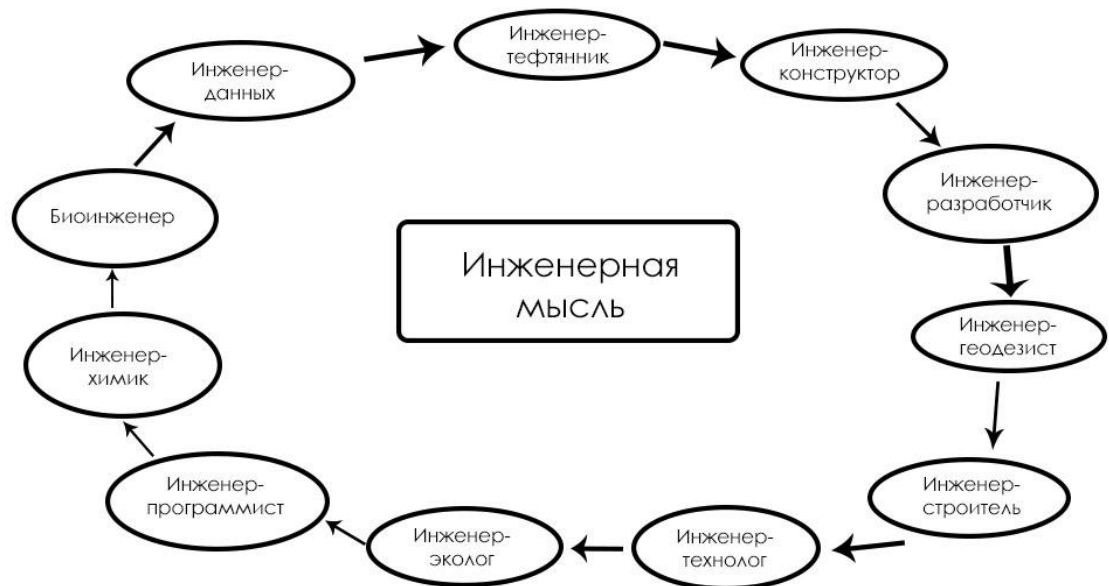 Инженер-
тефтянник
Инженер-
конструктор
Инженер-
данных
Инженер-
разработчик
Биоинженер
Инженерная
мысль
Инженер-
геодезист
Инженер-
химик
Инженер-
программист
Инженер-
строитель
Инженер-
эколог
Инженер-
технолог